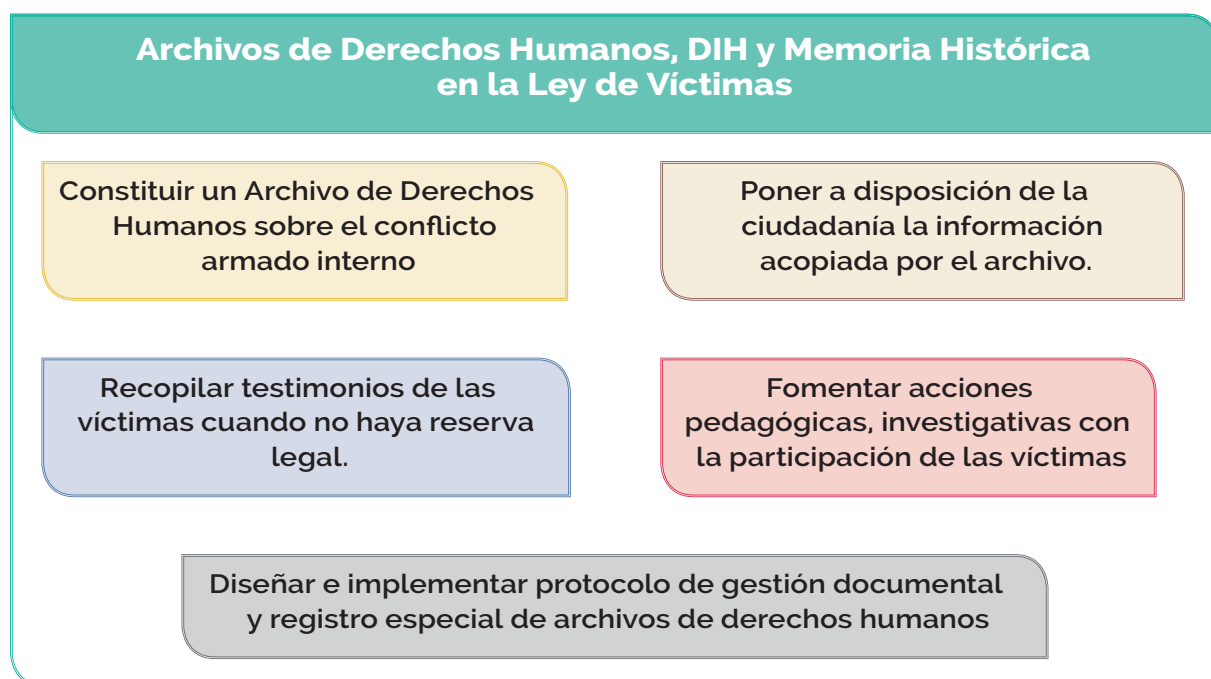 Archivos de Derechos Humanos, DIH y Memoria Histórica
en la Ley de Víctimas
Constituir un Archivo de Derechos
Humanos sobre el conflicto
armado interno
Poner a disposición de la
ciudadanía la información
acopiada por el archivo.
Recopilar testimonios de las
víctimas cuando no haya reserva
legal.
Fomentar acciones
pedagógicas, investigativas con
la participación de las víctimas
Diseñar e implementar protocolo de gestión documental
y registro especial de archivos de derechos humanos